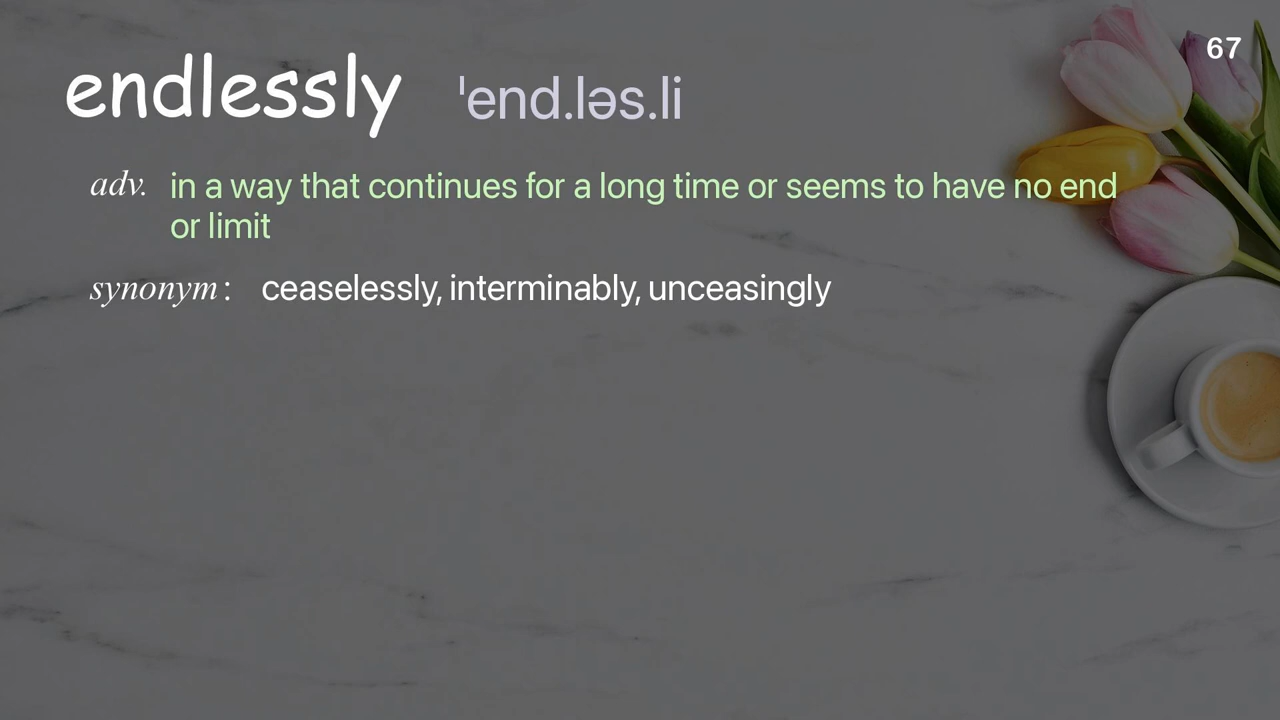 67
endlessly ˈend.ləs.li
adv. in a way that continues for a long time or seems to have no end
or limit
synonym : ceaselessly, interminably, unceasingly